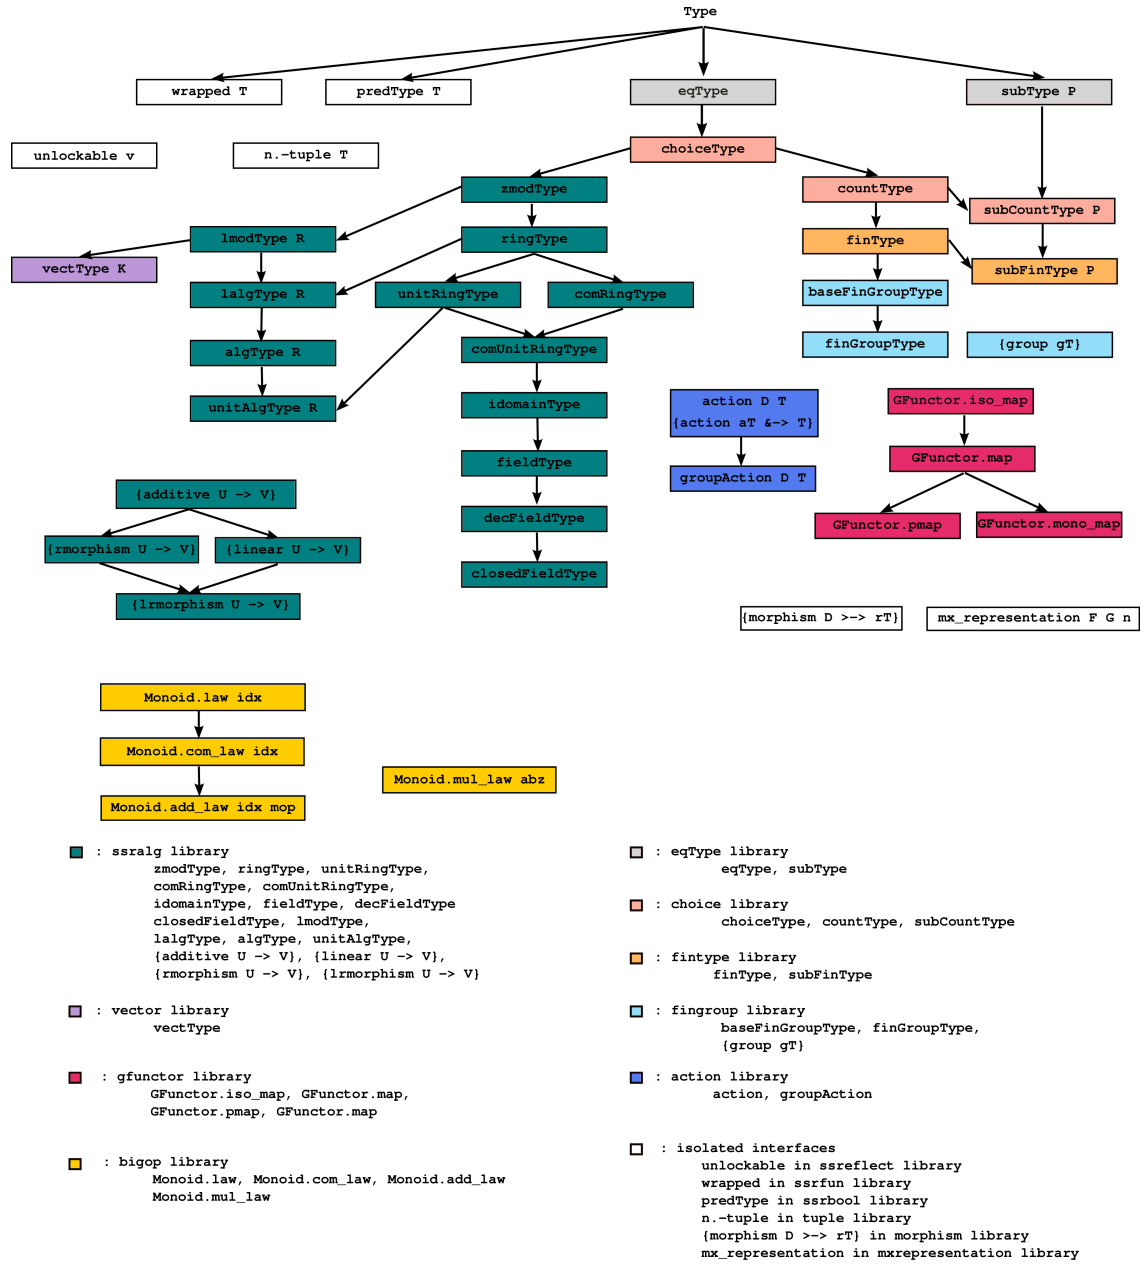 Type
wrapped T
predType T
eqType
subType P
unlockable v
n.-tuple T
choiceType
zmodType
countType
subCountType P
lmodType R
ringType
finType
vectType K
subFinType P
lalgType R
unitRingType
comRingType
baseFinGroupType
algType R
comUnitRingType
finGroupType
{group gT}
unitAlgType R
idomainType
action D T
{action aT &-> T}
GFunctor.iso_map
fieldType
groupAction D T
GFunctor.map
{additive U -> V}
decFieldType
GFunctor.pmap
GFunctor.mono_map
{rmorphism U -> V}
{linear U -> V}
closedFieldType
{lrmorphism U -> V}
{morphism D >-> rT}
mx_representation F G n
Monoid.law idx
Monoid.com_law idx
Monoid.mul_law abz
Monoid.add_law idx mop
: ssralg library
zmodType, ringType, unitRingType,
comRingType, comUnitRingType,
idomainType, fieldType, decFieldType
closedFieldType, lmodType,
lalgType, algType, unitAlgType,
{additive U -> V}, {linear U -> V},
{rmorphism U -> V}, {lrmorphism U -> V}
: vector library
vectType
: gfunctor library
GFunctor.iso_map, GFunctor.map,
GFunctor.pmap, GFunctor.map
: bigop library
Monoid.law, Monoid.com_law, Monoid.add_law
Monoid.mul_law
: eqType library
eqType, subType
: choice library
choiceType, countType, subCountType
: fintype library
finType, subFinType
: fingroup library
baseFinGroupType, finGroupType,
{group gT}
: action library
action, groupAction
: isolated interfaces
unlockable in ssreflect library
wrapped in ssrfun library
predType in ssrbool library
n.-tuple in tuple library
{morphism D >-> rT} in morphism library
mx_representation in mxrepresentation library